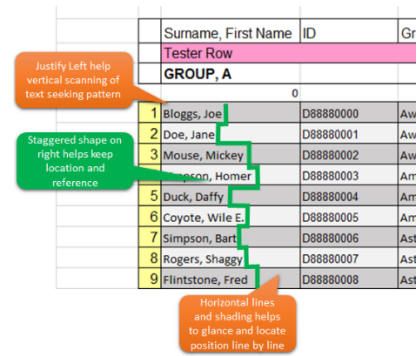 Surname, First Name ID Gr
Tester Row
GROUP, A
0
1 Bloggs, Joe D88880000 Aw
2 Doe, Jane D88880001 Aw
3 Mouse, Mickey D88880002 Aw
Simpson, Homer D88880003 Am
5 Duck, Daffy D88880004 Am
6 Coyote, Wile E. D88880005 Am
7 Simpson, Bart D88880006 Ast
8 Rogers, Shaggy D88880007 Ast
9 Flintstone, Fred D88880008 Ast
Justify Left help
vertical scanning of
text seeking pattern
Staggered shape on
right helps keep
location and
reference
Horizontal lines
and shading helps
to glance and locate
position line by line